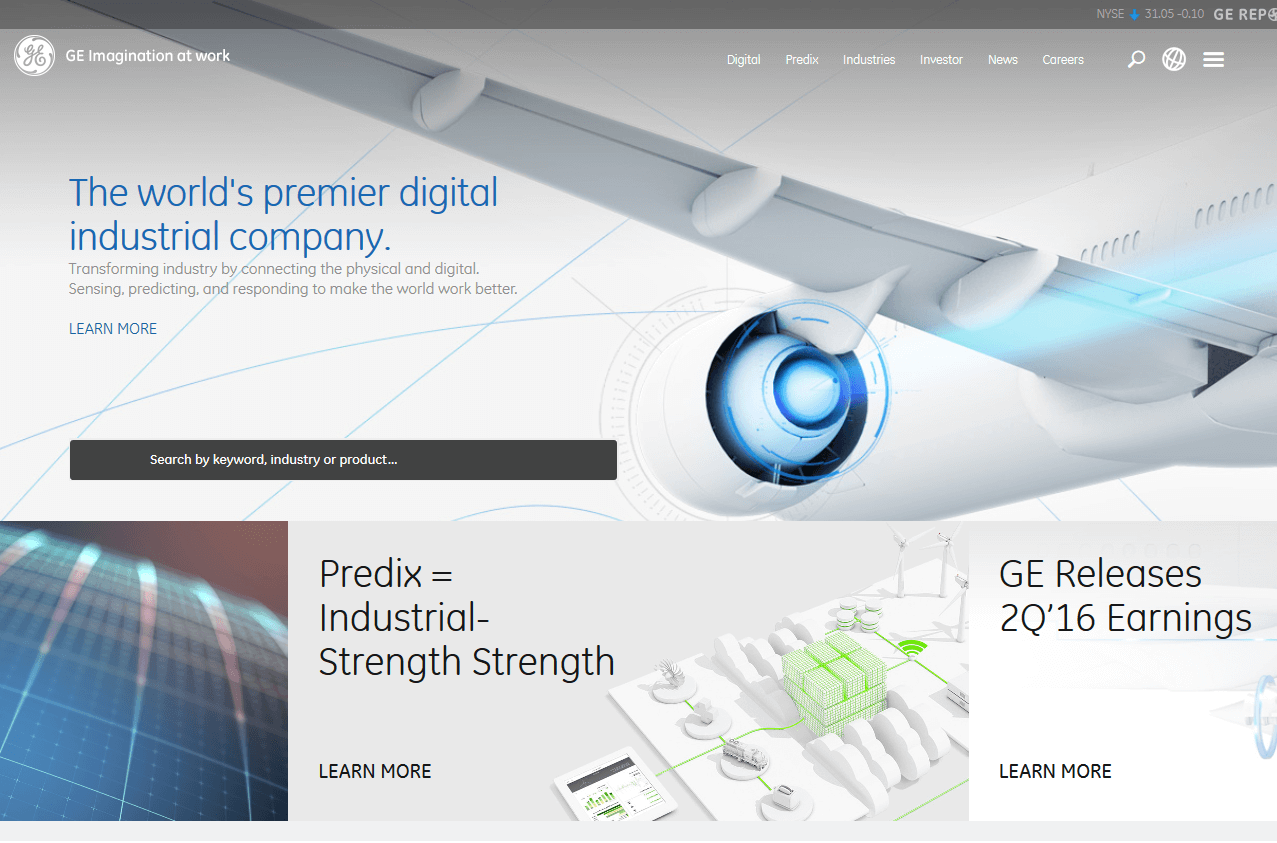 NYSE 31.05 -0.10 GE REPO
GE Imagination at work
Digital Predix Industries Investor News Careers
The world's premier digital
industrial company.
Transforming industry by connecting the physical and digital.
Sensing, predicting, and responding to make the world work better.
LEARN MORE
Search by keyword, industry or product...
Predix =
Industrial-
Strength Strength
LEARN MORE
GE Releases
2Q’16 Earnings
LEARN MORE